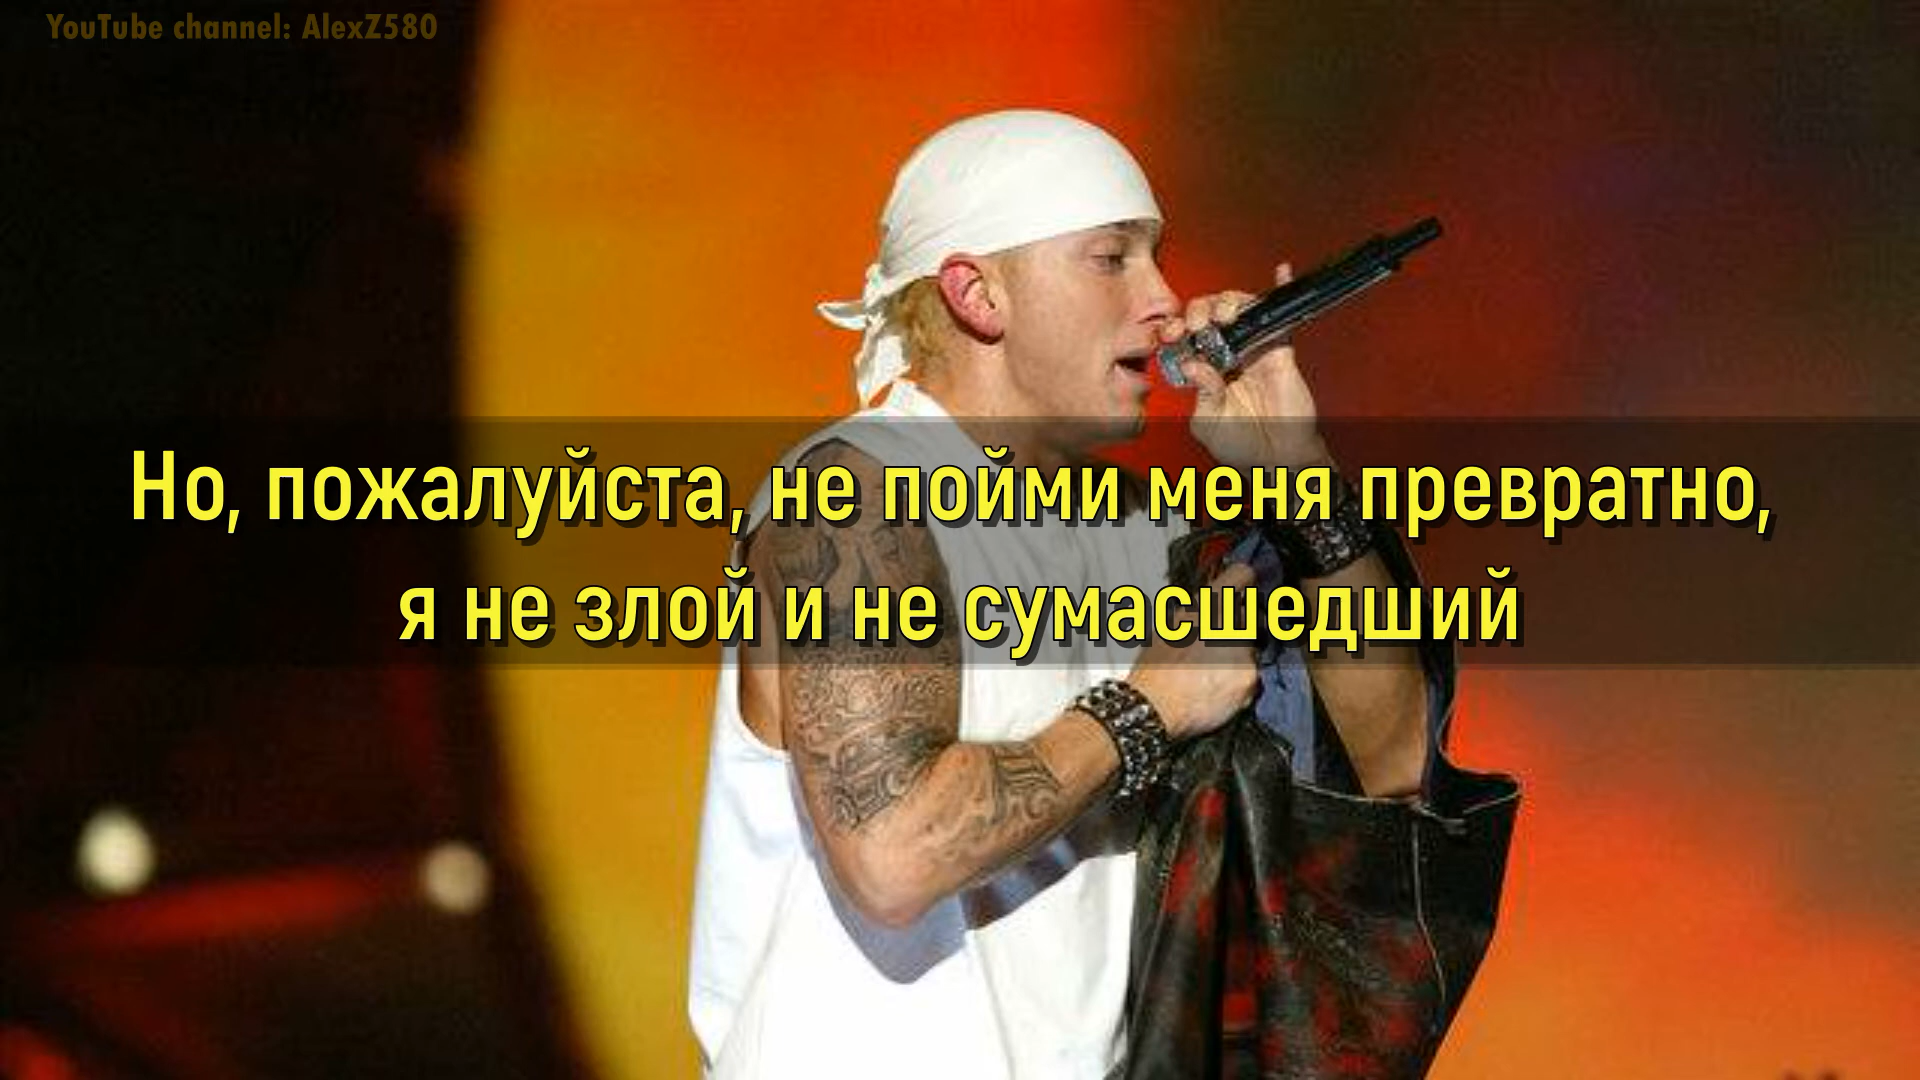 YouTube channel: AlexZ580
Но, пожалуйста, не пойми меня превратно,
я не злой и не сумасшедший